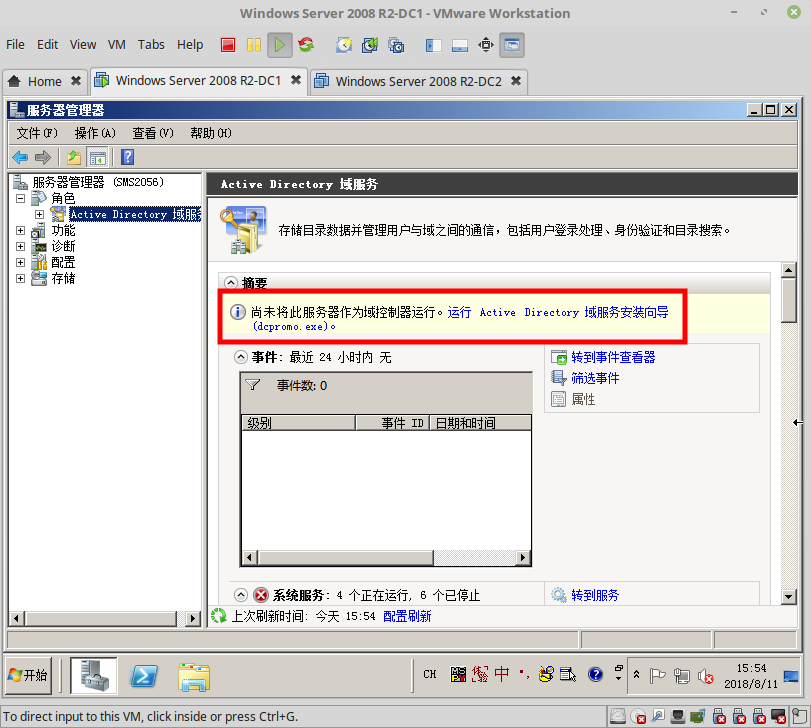 Windows Server 2008 R2-DC1 - VMware Workstation
File Edit View VM Tabs Help
Home Windows Server 2008 R2-DC1 Windows Server 2008 R2-DC2
服务器管理器
文件(F) 操作(A) 查看(V) 帮助(H)
服务器管理器 (SMS2056)
角色
Active Directory 域服务
功能
诊断
配置
存储
Active Directory 域服务
存储目录数据并管理用户与域之间的通信，包括用户登录处理、身份验证和目录搜索。
摘要
尚未将此服务器作为域控制器运行。运行 Active Directory 域服务安装向导
(dcpromo.exe)。
事件: 最近 24 小时内 无
事件数: 0
级别 事件 ID 日期和时间
转到事件查看器
筛选事件
属性
系统服务: 4 个正在运行, 6 个已停止
转到服务
上次刷新时间: 今天 15:54 配置刷新
开始
CH
中
15:54
2018/8/11
To direct input to this VM, click inside or press Ctrl+G.